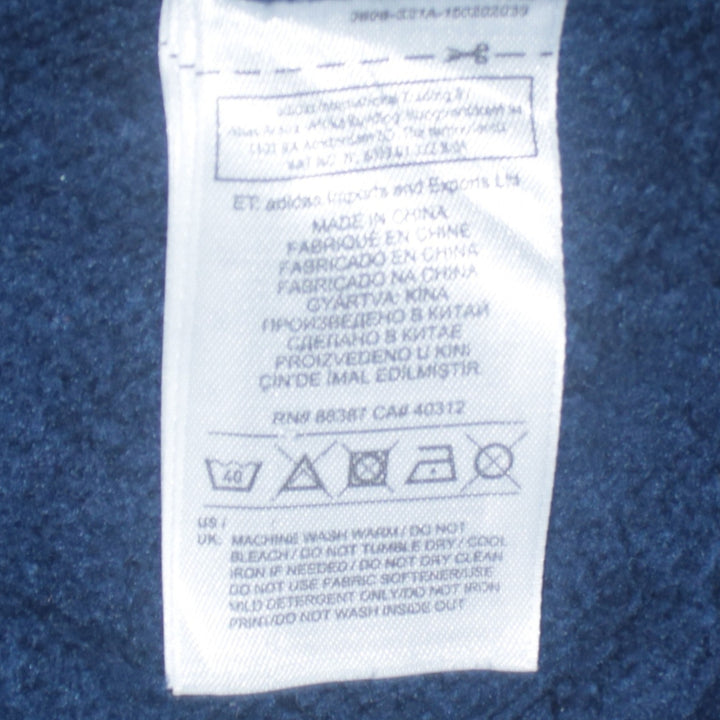 adidas International Trading
ET: adidas Imports and Exports Ltd
MADE IN CHINA
FABRIQUÉ EN CHINE
FABRICADO EN CHINA
FABRICADO NA CHINA
GYÁRTVA: KÍNA
ПРОИЗВЕДЕНО В КИТАЙ
СДЕЛАНО В КИТАЕ
PROIZVEDENO U KINI
ÇİN'DE İMAL EDİLMİŞTİR
RN# 88387 CA# 40312
40
US /
UK: MACHINE WASH WARM / DO NOT
BLEACH / DO NOT TUMBLE DRY / COOL
IRON IF NEEDED / DO NOT DRY CLEAN
DO NOT USE FABRIC SOFTENER/USE
MILD DETERGENT ONLY/DO NOT IRON
PRINT/DO NOT WASH INSIDE OUT